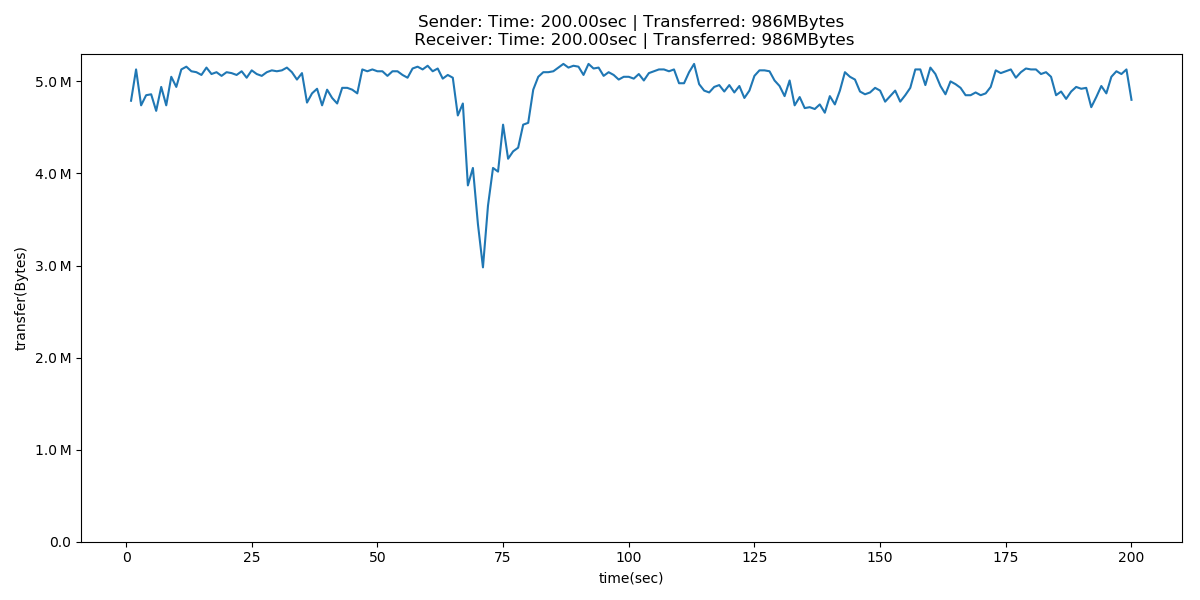 Sender: Time: 200.00sec | Transferred: 986MBytes
Receiver: Time: 200.00sec | Transferred: 986MBytes
5.0 M
4.0 M
3.0 M
2.0 M
1.0 M
0.0
transfer(Bytes)
0 25 50 75 100 125 150 175 200
time(sec)